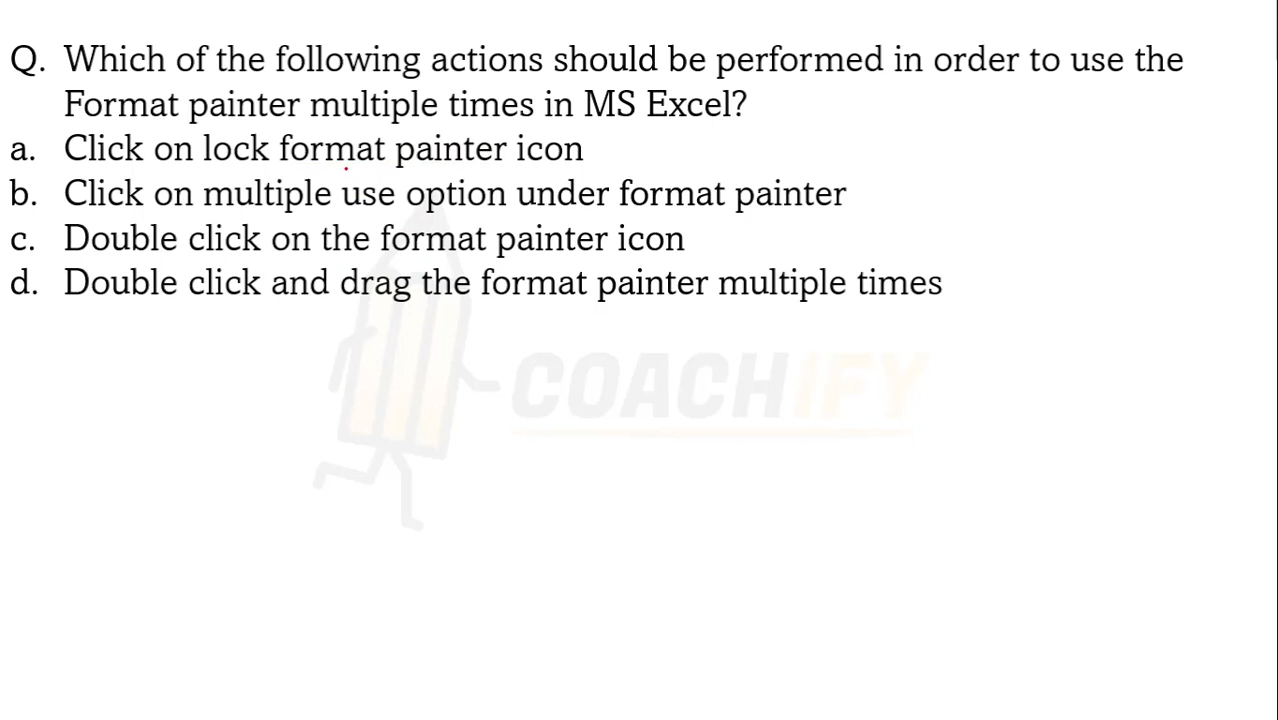 Q. Which of the following actions should be performed in order to use the
Format painter multiple times in MS Excel?
a. Click on lock format painter icon
b. Click on multiple use option under format painter
c. Double click on the format painter icon
d. Double click and drag the format painter multiple times
COACHIFY